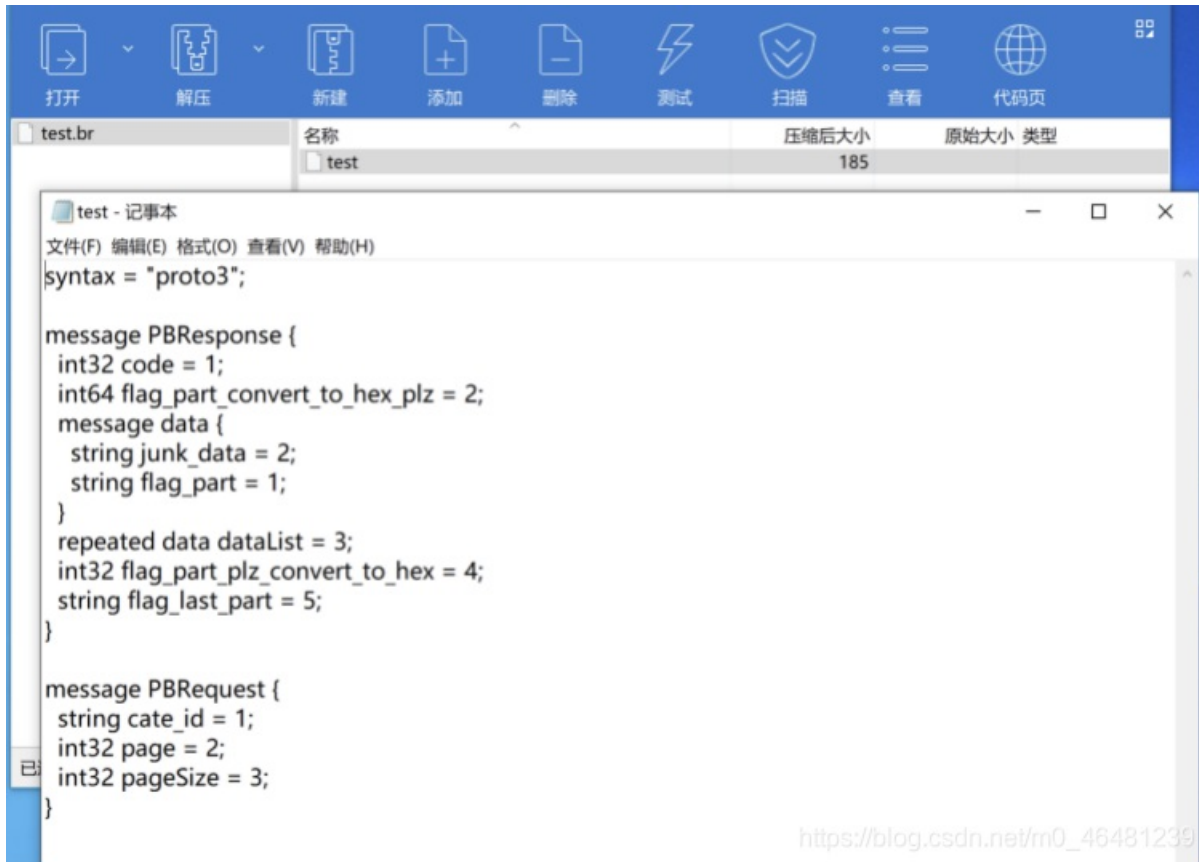 打开 解压 新建 添加 删除 测试 扫描 查看 代码页
test.br
名称 压缩后大小 原始大小 类型
test 185
test - 记事本
文件(F) 编辑(E) 格式(O) 查看(V) 帮助(H)
syntax = "proto3";
message PBResponse {
int32 code = 1;
int64 flag_part_convert_to_hex_plz = 2;
message data {
string junk_data = 2;
string flag_part = 1;
}
repeated data dataList = 3;
int32 flag_part_plz_convert_to_hex = 4;
string flag_last_part = 5;
}
message PBRequest {
string cate_id = 1;
int32 page = 2;
int32 pageSize = 3;
}
已
https://blog.csdn.net/m0_46481239